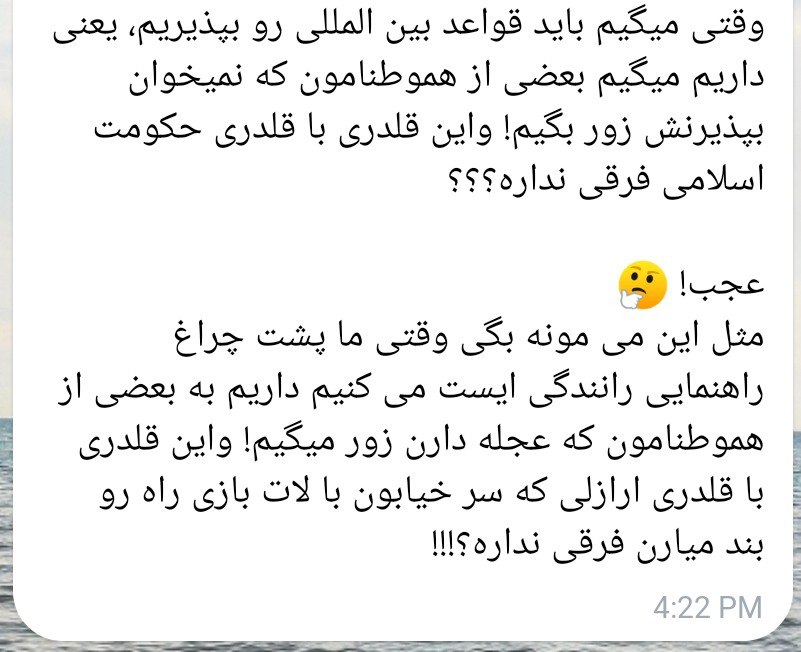 وقتی میگیم باید قواعد بین المللی رو بپذیریم، یعنی
داریم میگیم بعضی از هموطنامون که نمیخوان
بپذیرنش زور بگیم! واین قلدری با قلدری حکومت
اسلامی فرقی نداره؟؟؟
عجب! 🤔
مثل این می مونه بگی وقتی ما پشت چراغ
راهنمایی رانندگی ایست می کنیم داریم به بعضی از
هموطنامون که عجله دارن زور میگیم! واین قلدری
با قلدری ارازلی که سر خیابون با لات بازی راه رو
بند میارن فرقی نداره؟!!!
4:22 PM